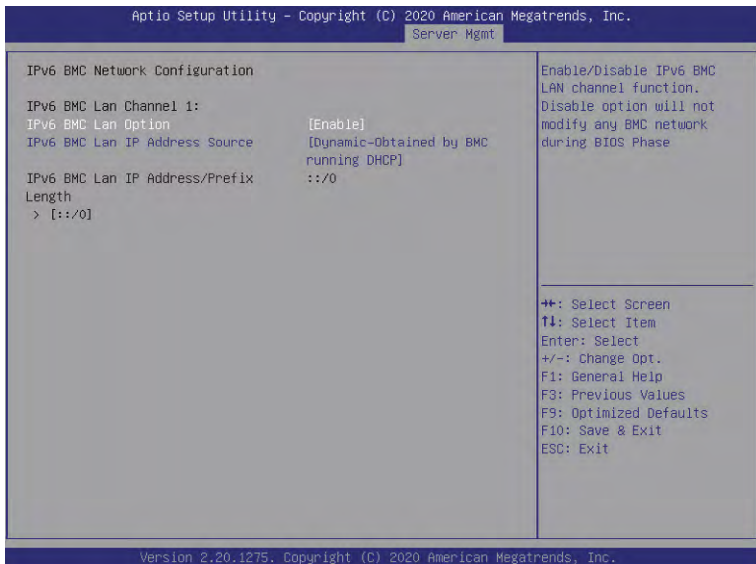 Aptio Setup Utility – Copyright (C) 2020 American Megatrends, Inc.
Server Mgmt
IPv6 BMC Network Configuration
IPv6 BMC Lan Channel 1:
IPv6 BMC Lan Option [Enable]
IPv6 BMC Lan IP Address Source [Dynamic-Obtained by BMC
running DHCP]
IPv6 BMC Lan IP Address/Prefix ::/0
Length
> [::/0]
Enable/Disable IPv6 BMC
LAN channel function.
Disable option will not
modify any BMC network
during BIOS Phase
→←: Select Screen
↑↓: Select Item
Enter: Select
+/-: Change Opt.
F1: General Help
F3: Previous Values
F9: Optimized Defaults
F10: Save & Exit
ESC: Exit
Version 2.20.1275. Copyright (C) 2020 American Megatrends, Inc.